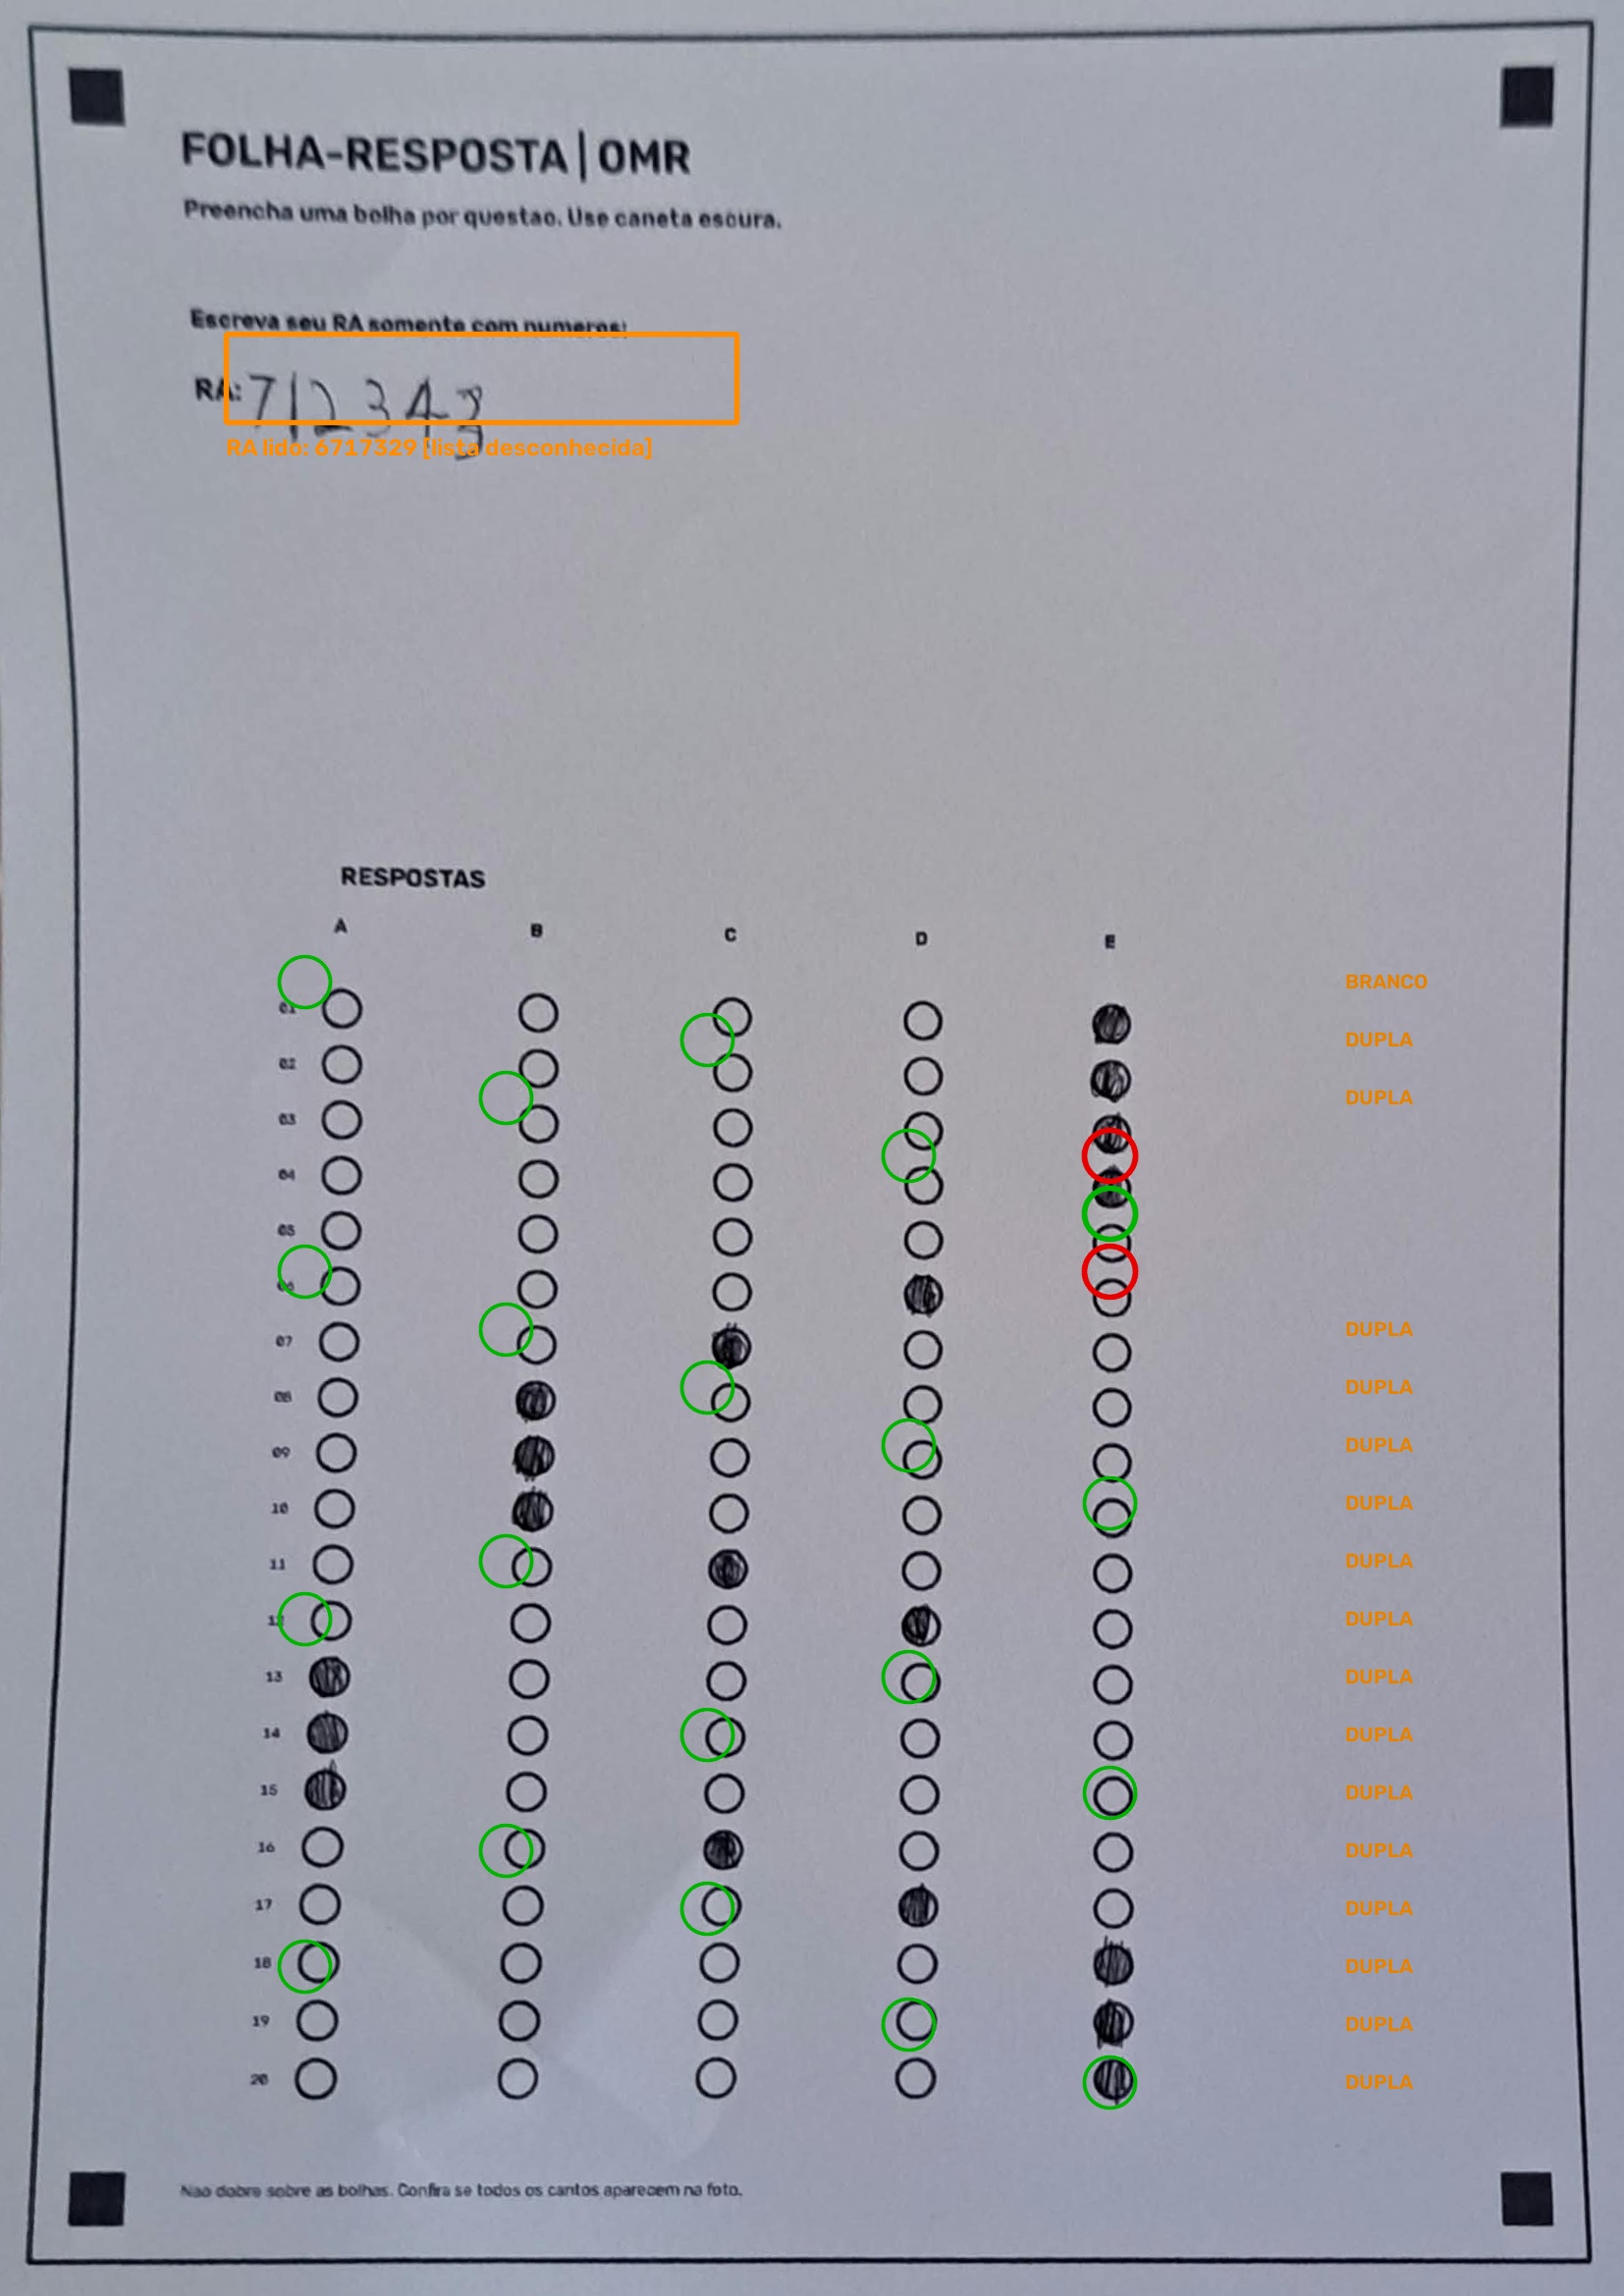 FOLHA-RESPOSTA | OMR
Preencha uma bolha por questao. Use caneta escura.
Escreva seu RA somente com numeros:
RA: 712343
RA lido: 6717329 [lista desconhecida]
RESPOSTAS
A B C D E
01 BRANCO
02 DUPLA
03 DUPLA
04
05
06
07 DUPLA
08 DUPLA
09 DUPLA
10 DUPLA
11 DUPLA
12 DUPLA
13 DUPLA
14 DUPLA
15 DUPLA
16 DUPLA
17 DUPLA
18 DUPLA
19 DUPLA
20 DUPLA
Nao dobre sobre as bolhas. Confira se todos os cantos aparecem na foto.